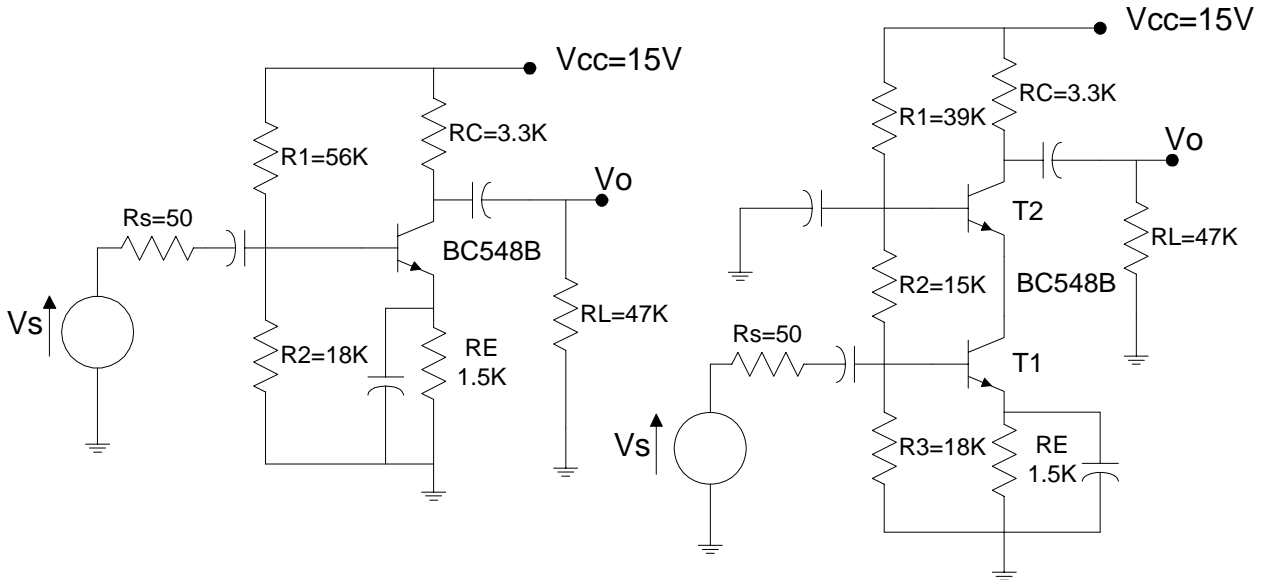 Vcc=15V
RC=3.3K
R1=56K
Vo
Rs=50
BC548B
Vs
RL=47K
R2=18K
RE
1.5K
Vcc=15V
RC=3.3K
R1=39K
Vo
T2
RL=47K
R2=15K
BC548B
Rs=50
T1
Vs
R3=18K
RE
1.5K